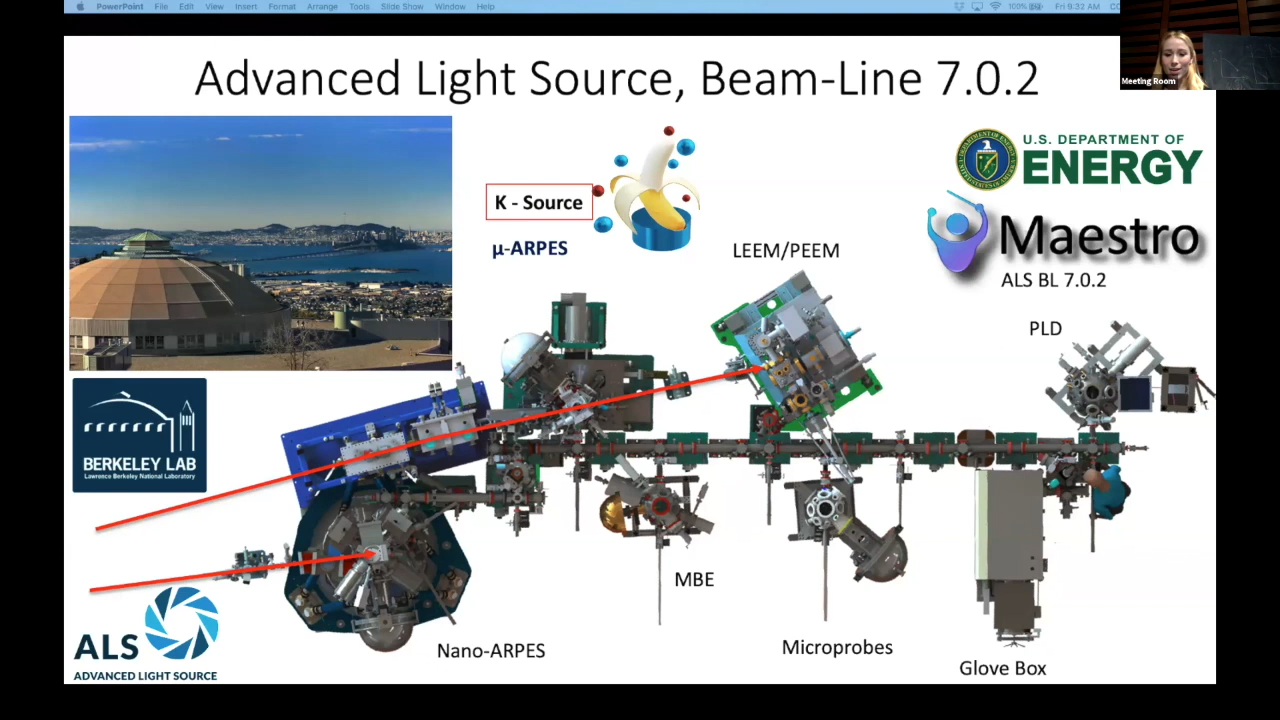 PowerPoint File Edit View Insert Format Arrange Tools Slide Show Window Help 100% Fri 9:32 AM
Meeting Room
Advanced Light Source, Beam-Line 7.0.2
U.S. DEPARTMENT OF
ENERGY
K - Source
μ-ARPES
LEEM/PEEM
Maestro
ALS BL 7.0.2
PLD
BERKELEY LAB
Lawrence Berkeley National Laboratory
MBE
Nano-ARPES
Microprobes
Glove Box
ALS
ADVANCED LIGHT SOURCE